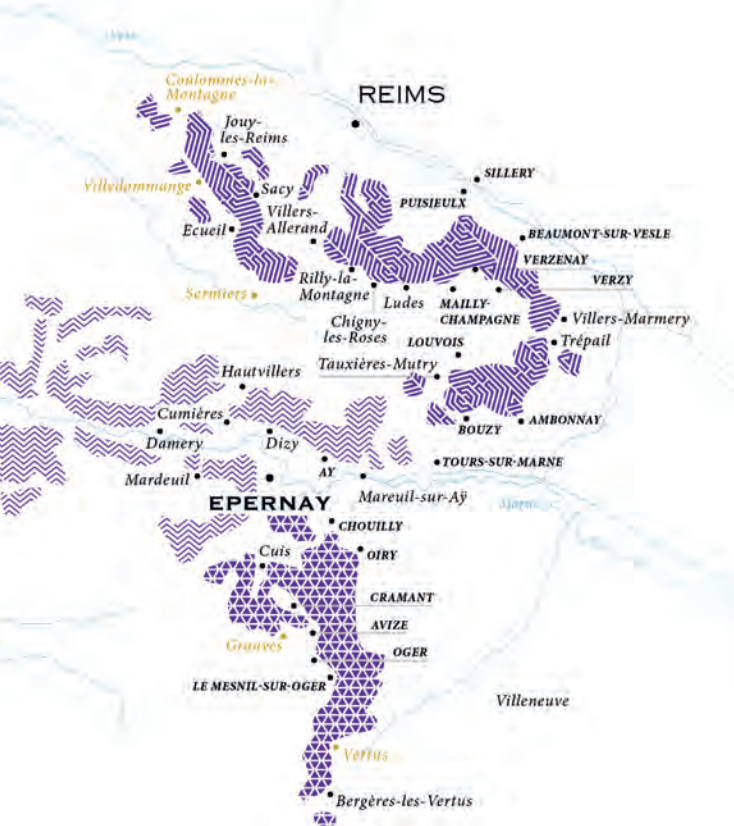 Coulommes-la-
Montagne
REIMS
Jouy-
les-Reims
SILLERY
Villedommange
Sacy
PUISIEULX
Villers-
Allerand
Ecueil
BEAUMONT-SUR-VESLE
VERZENAY
Rilly-la-
Montagne
VERZY
Sermiers
Ludes
MAILLY-
CHAMPAGNE
Chigny-
les-Roses
Villers-Marmery
LOUVOIS
Trépail
Tauxières-Mutry
Hautvillers
Cumières
AMBONNAY
BOUZY
Damery
Dizy
AY
TOURS-SUR-MARNE
Mardeuil
Mareuil-sur-Aÿ
EPERNAY
Marne
CHOUILLY
Cuis
OIRY
CRAMANT
AVIZE
Grauves
OGER
LE MESNIL-SUR-OGER
Villeneuve
Vertus
Bergères-les-Vertus